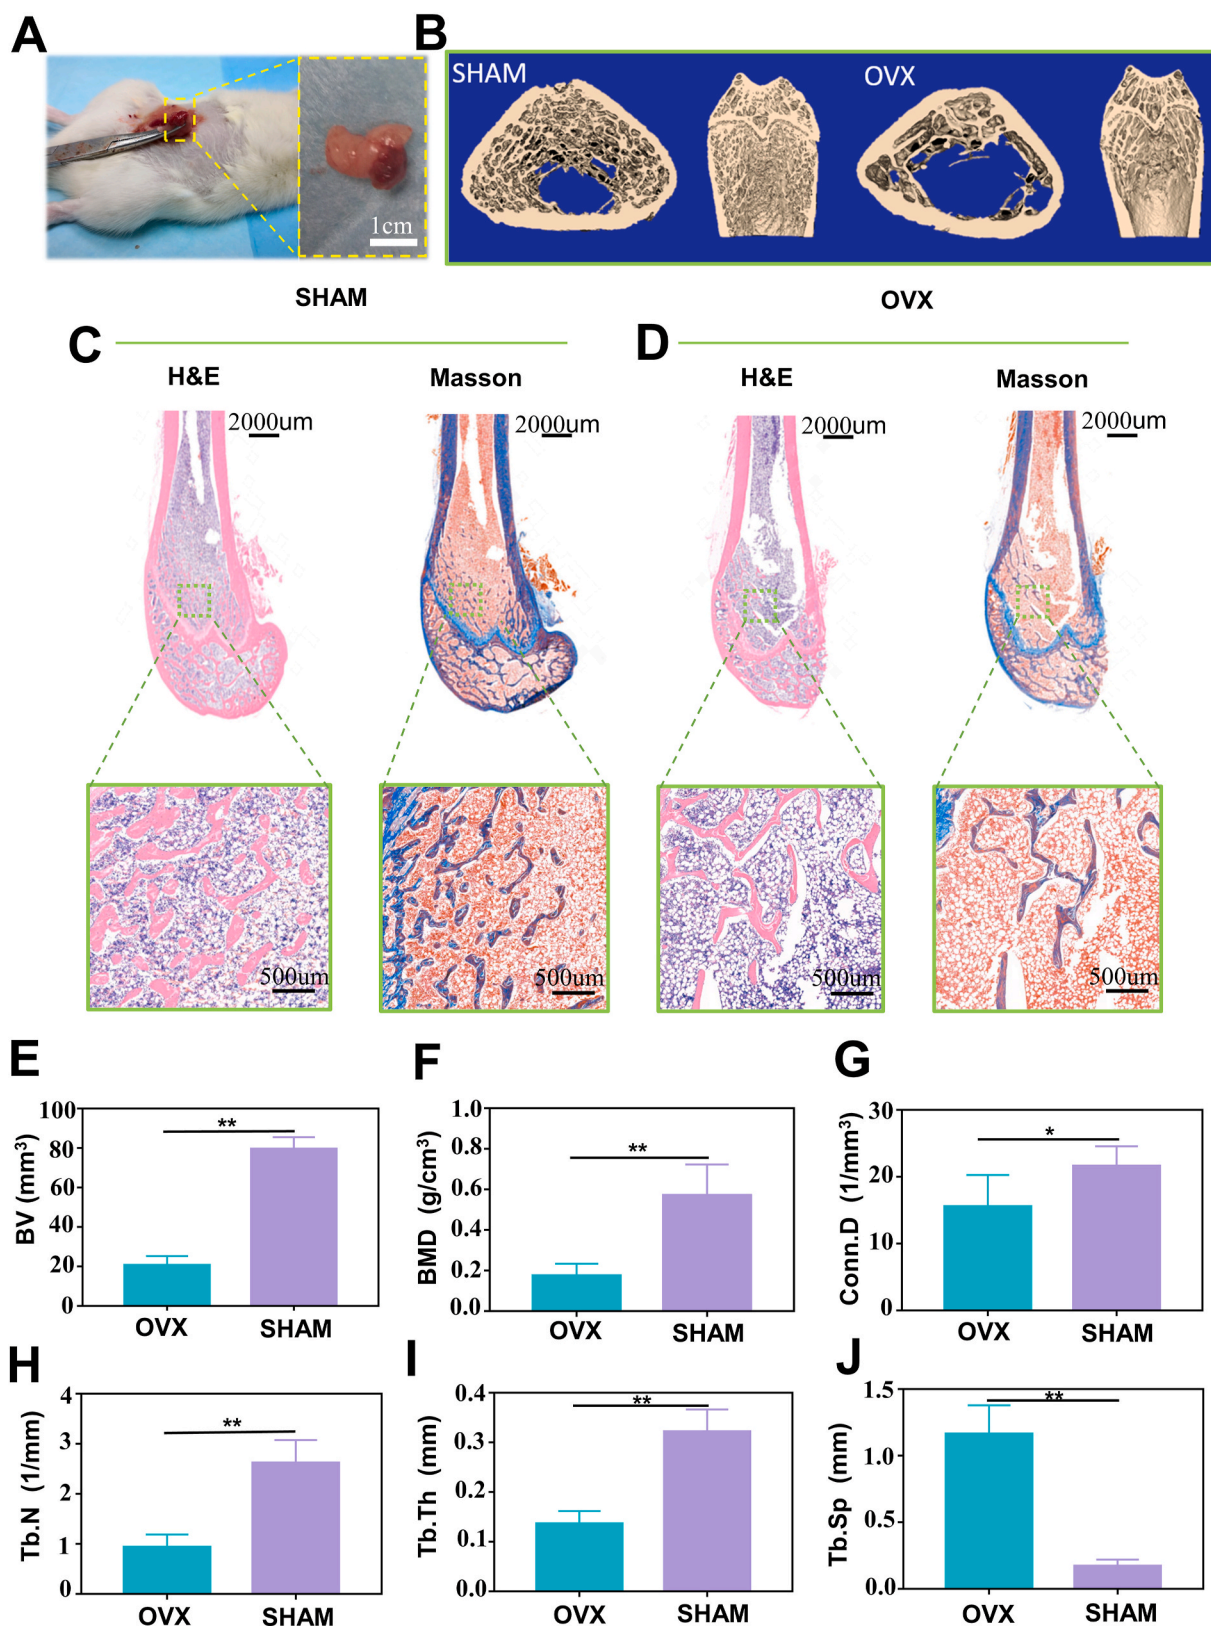 A
1cm
B
SHAM
OVX
SHAM
OVX
C
D
H&E
Masson
H&E
Masson
2000um
2000um
2000um
2000um
500um
500um
500um
500um
E
BV (mm³)
100
80
60
40
20
0
**
OVX
SHAM
F
BMD (g/cm³)
1.0
0.8
0.6
0.4
0.2
0.0
**
OVX
SHAM
G
Conn.D (1/mm³)
30
20
10
0
*
OVX
SHAM
H
Tb.N (1/mm)
4
3
2
1
0
**
OVX
SHAM
I
Tb.Th (mm)
0.4
0.3
0.2
0.1
0.0
**
OVX
SHAM
J
Tb.Sp (mm)
1.5
1.0
0.5
0.0
**
OVX
SHAM